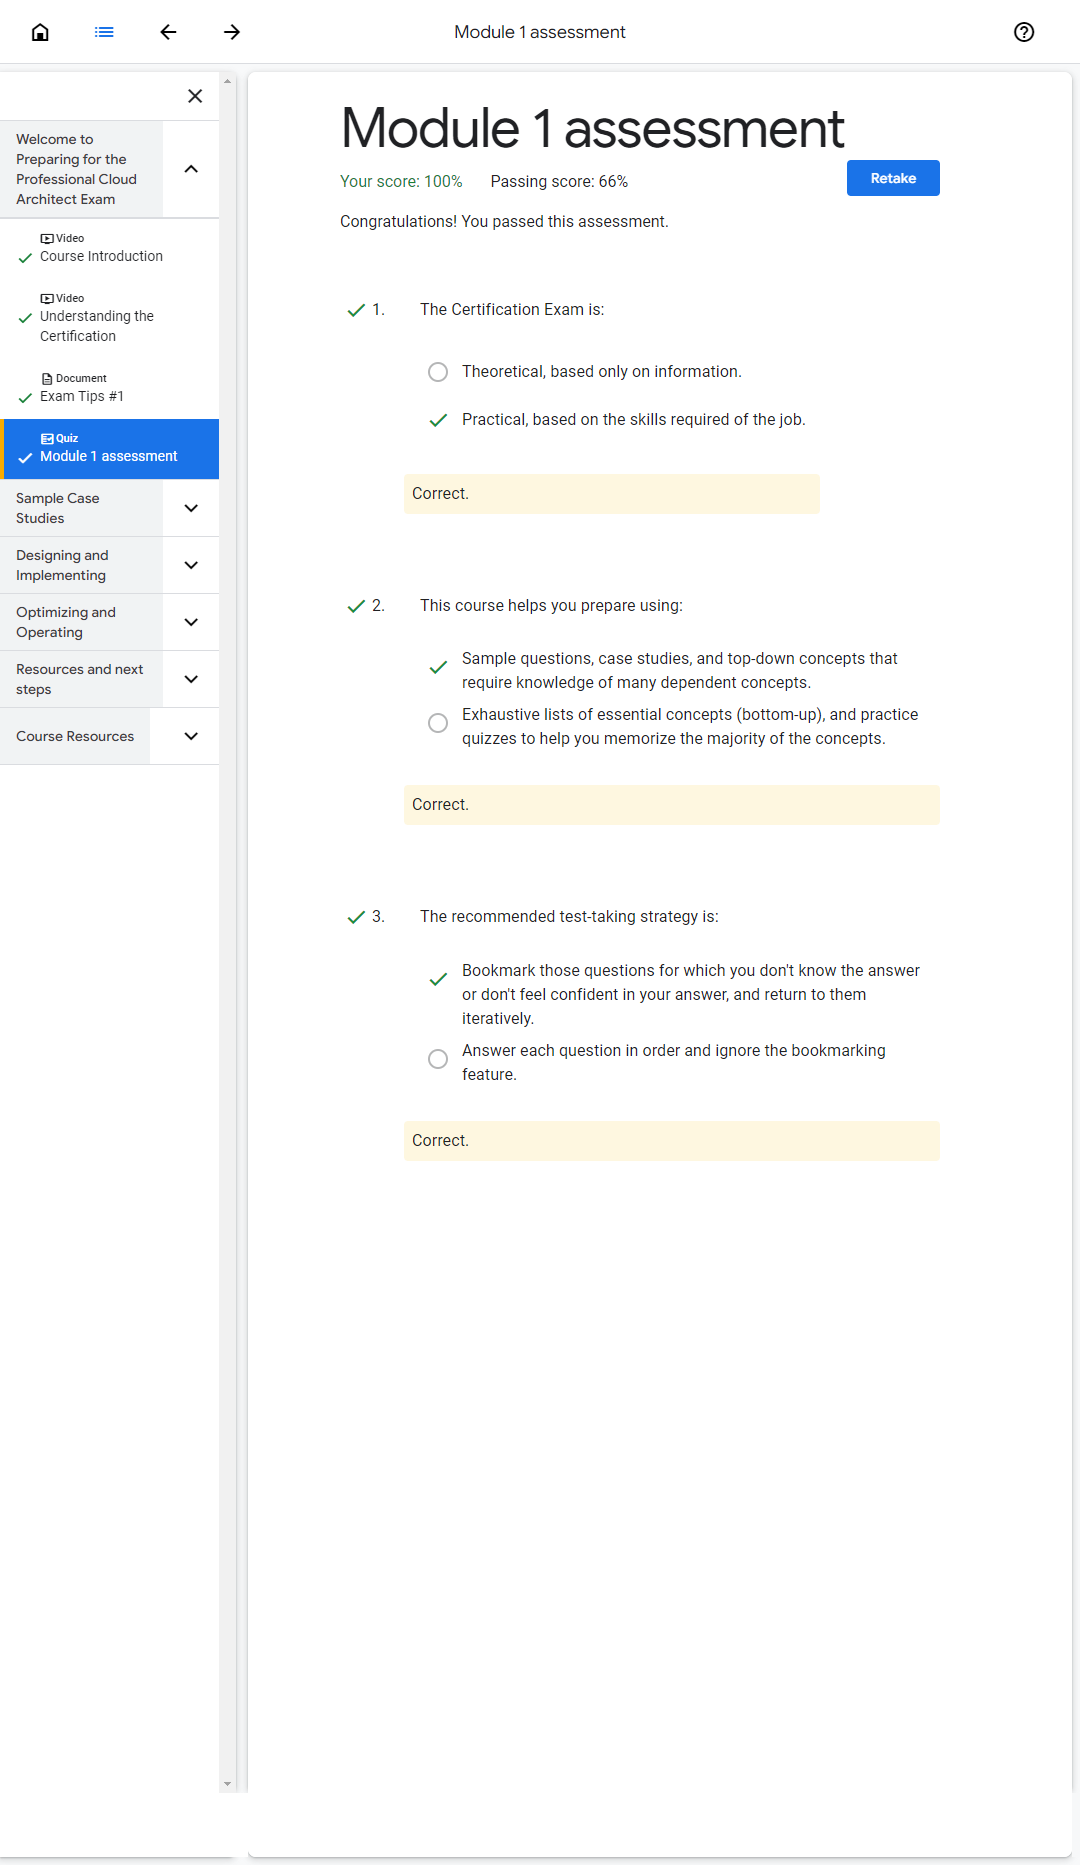 Module 1 assessment
Welcome to
Preparing for the
Professional Cloud
Architect Exam
Video
Course Introduction
Video
Understanding the
Certification
Document
Exam Tips #1
Quiz
Module 1 assessment
Sample Case
Studies
Designing and
Implementing
Optimizing and
Operating
Resources and next
steps
Course Resources
Module 1 assessment
Your score: 100% Passing score: 66%
Retake
Congratulations! You passed this assessment.
1. The Certification Exam is:
Theoretical, based only on information.
Practical, based on the skills required of the job.
Correct.
2. This course helps you prepare using:
Sample questions, case studies, and top-down concepts that
require knowledge of many dependent concepts.
Exhaustive lists of essential concepts (bottom-up), and practice
quizzes to help you memorize the majority of the concepts.
Correct.
3. The recommended test-taking strategy is:
Bookmark those questions for which you don't know the answer
or don't feel confident in your answer, and return to them
iteratively.
Answer each question in order and ignore the bookmarking
feature.
Correct.